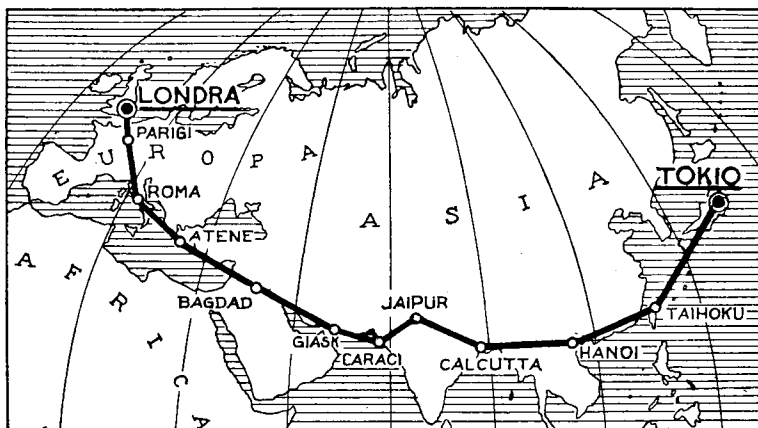 LONDRA
PARIGI
EUROPA
ROMA
ATENE
AFRICA
BAGDAD
GIASK
CARACI
JAIPUR
ASIA
CALCUTTA
HANOI
TAIHOKU
TOKIO